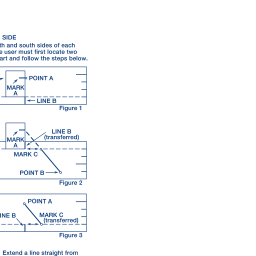 SIDE
th and south sides of each
e user must first locate two
art and follow the steps below.
POINT A
MARK
A
LINE B
Figure 1
MARK
A
LINE B
(transferred)
MARK C
POINT B
Figure 2
POINT A
INE B
MARK C
(transferred)
Figure 3
Extend a line straight from